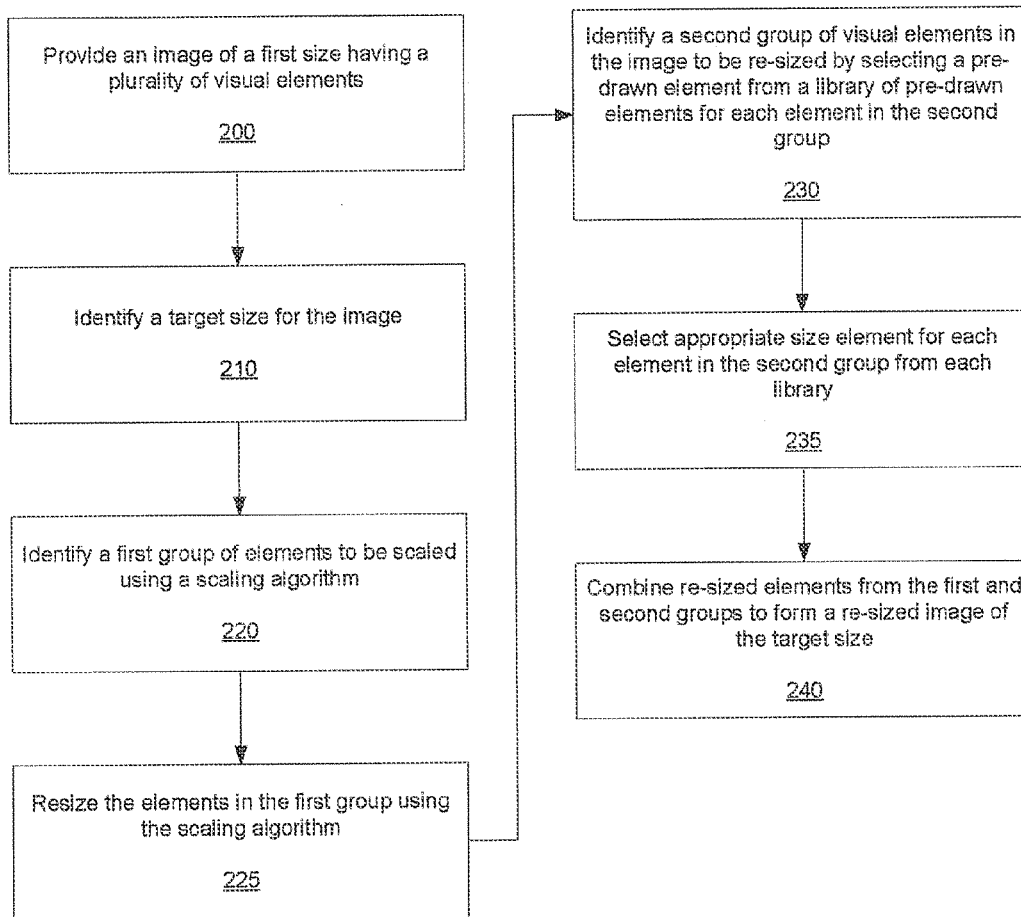 Provide an image of a first size having a
plurality of visual elements
200
Identify a target size for the image
210
Identify a first group of elements to be scaled
using a scaling algorithm
220
Resize the elements in the first group using
the scaling algorithm
225
Identify a second group of visual elements in
the image to be re-sized by selecting a pre-
drawn element from a library of pre-drawn
elements for each element in the second
group
230
Select appropriate size element for each
element in the second group from each
library
235
Combine re-sized elements from the first and
second groups to form a re-sized image of
the target size
240